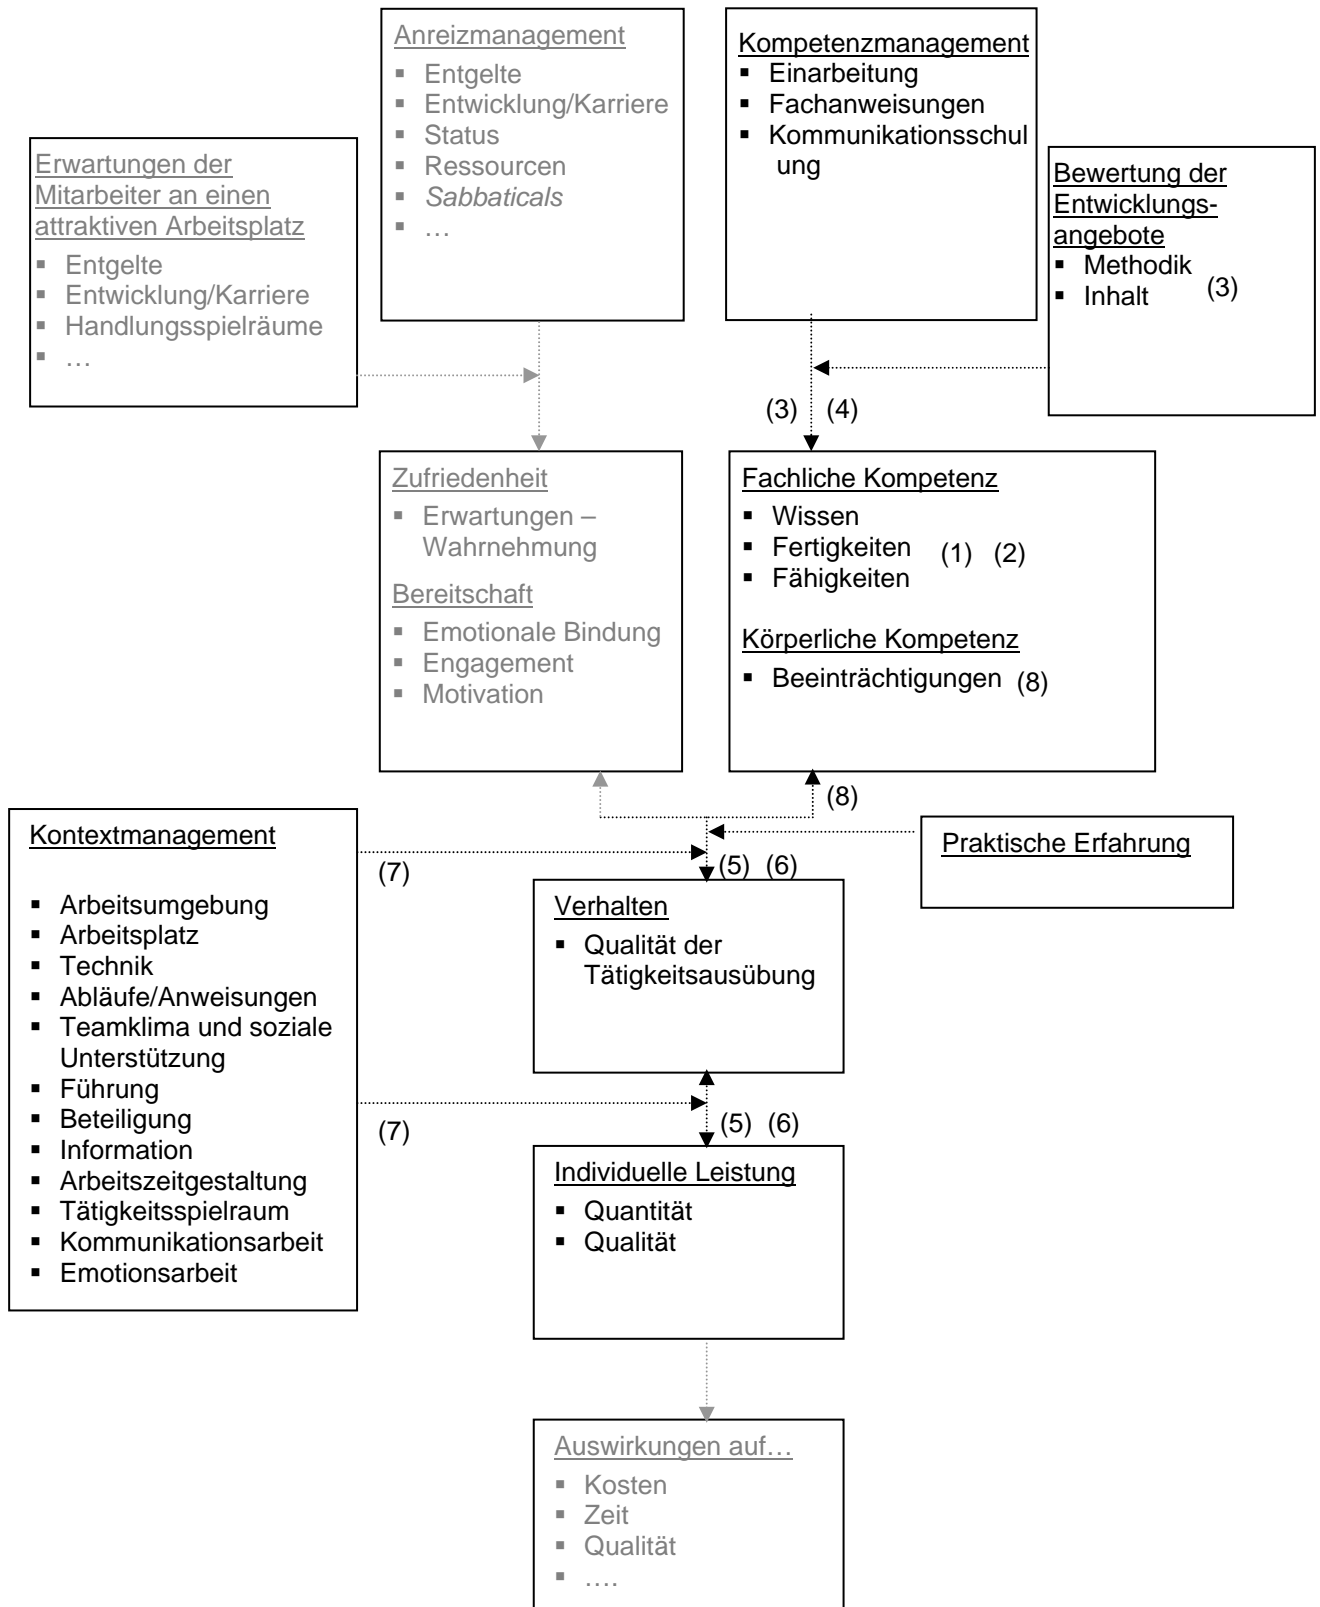 Anreizmanagement
▪ Entgelte
▪ Entwicklung/Karriere
▪ Status
▪ Ressourcen
▪ Sabbaticals
▪ …
Kompetenzmanagement
▪ Einarbeitung
▪ Fachanweisungen
▪ Kommunikationsschul
ung
Erwartungen der
Mitarbeiter an einen
attraktiven Arbeitsplatz
▪ Entgelte
▪ Entwicklung/Karriere
▪ Handlungsspielräume
▪ …
Bewertung der
Entwicklungs-
angebote
▪ Methodik
▪ Inhalt (3)
(3) (4)
Zufriedenheit
▪ Erwartungen –
Wahrnehmung
Bereitschaft
▪ Emotionale Bindung
▪ Engagement
▪ Motivation
Fachliche Kompetenz
▪ Wissen
▪ Fertigkeiten (1) (2)
▪ Fähigkeiten
Körperliche Kompetenz
▪ Beeinträchtigungen (8)
(8)
Kontextmanagement
▪ Arbeitsumgebung
▪ Arbeitsplatz
▪ Technik
▪ Abläufe/Anweisungen
▪ Teamklima und soziale
Unterstützung
▪ Führung
▪ Beteiligung
▪ Information
▪ Arbeitszeitgestaltung
▪ Tätigkeitsspielraum
▪ Kommunikationsarbeit
▪ Emotionsarbeit
(7)
(7)
Praktische Erfahrung
(5) (6)
Verhalten
▪ Qualität der
Tätigkeitsausübung
(5) (6)
Individuelle Leistung
▪ Quantität
▪ Qualität
Auswirkungen auf…
▪ Kosten
▪ Zeit
▪ Qualität
▪ ….